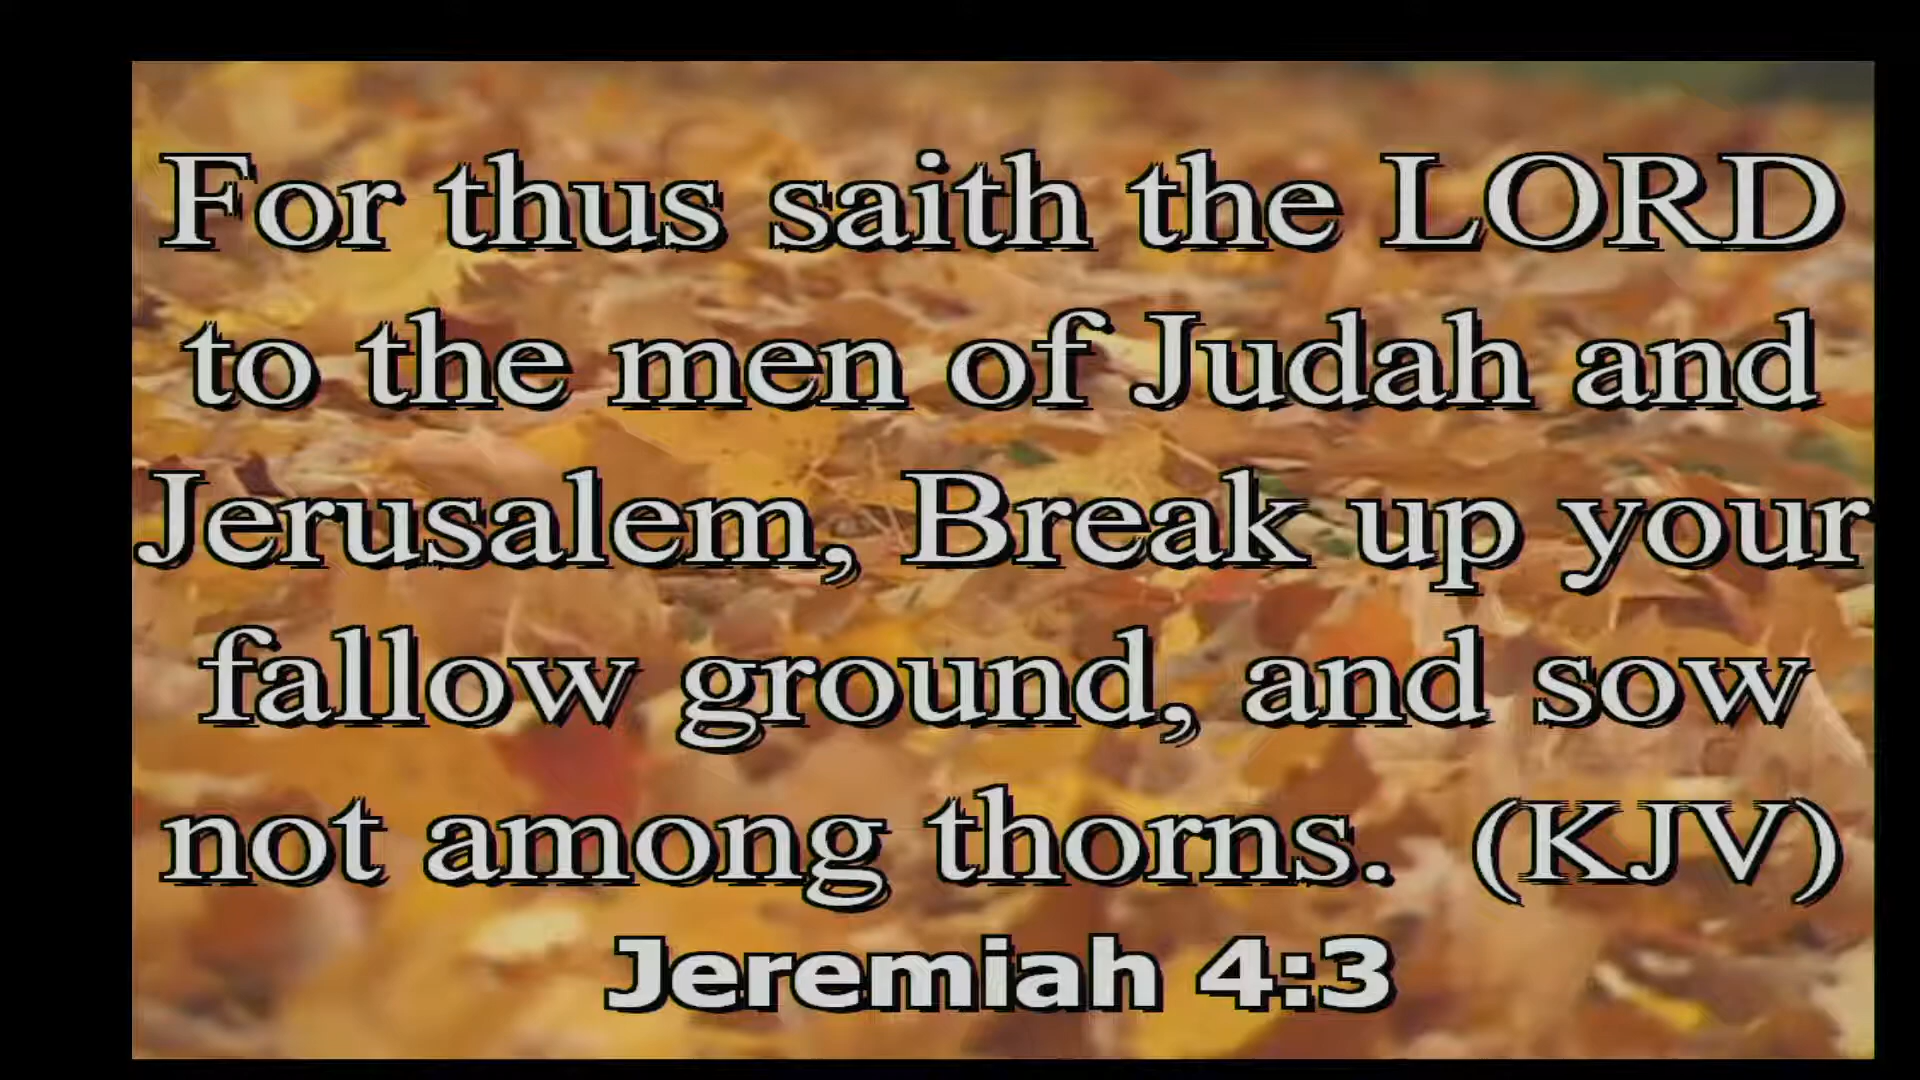 For thus saith the LORD
to the men of Judah and
Jerusalem, Break up your
fallow ground, and sow
not among thorns. (KJV)
Jeremiah 4:3